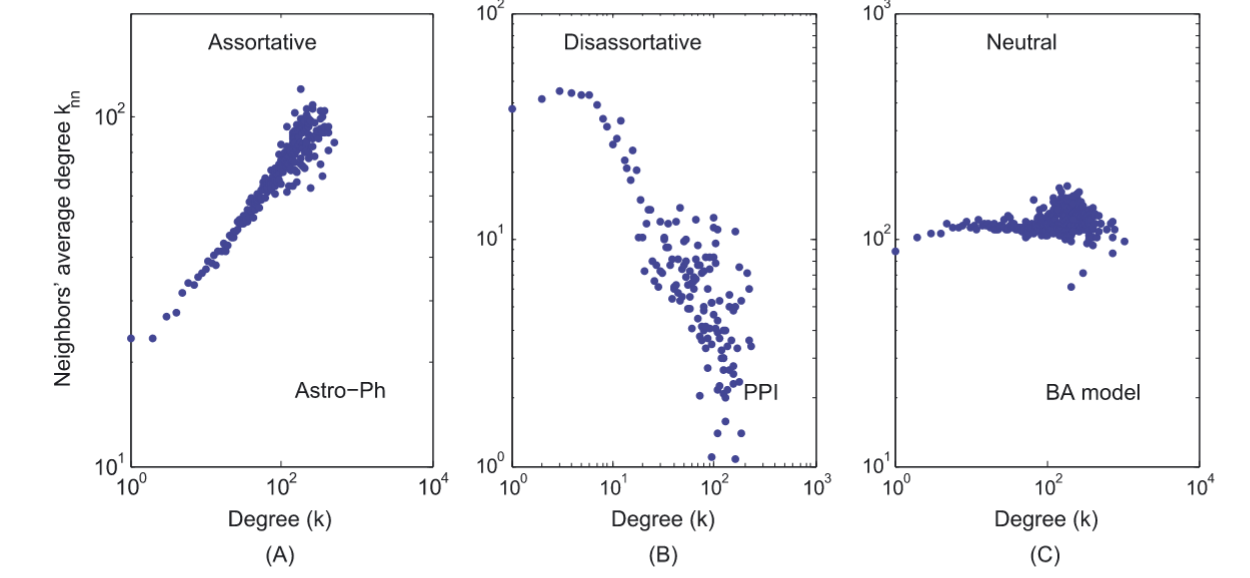 Assortative
Neighbors' average degree k_nn
10^2
10^1
Astro−Ph
10^0 10^2 10^4
Degree (k)
(A)
Disassortative
10^2
10^1
10^0
PPI
10^0 10^1 10^2 10^3
Degree (k)
(B)
Neutral
10^3
10^2
10^1
BA model
10^0 10^2 10^4
Degree (k)
(C)